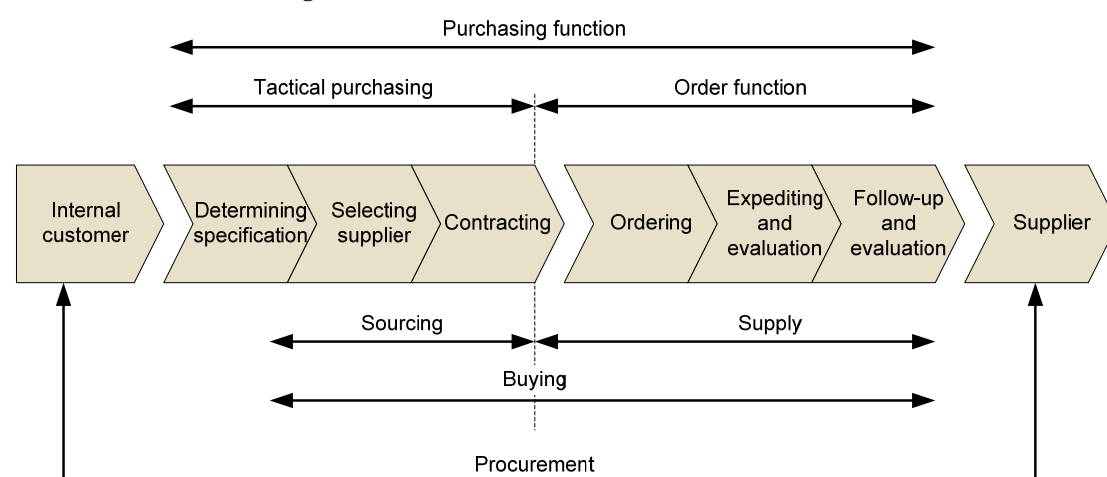 Purchasing function
Tactical purchasing
Order function
Internal
customer
Determining
specification
Selecting
supplier
Contracting
Ordering
Expediting
and
evaluation
Follow-up
and
evaluation
Supplier
Sourcing
Supply
Buying
Procurement